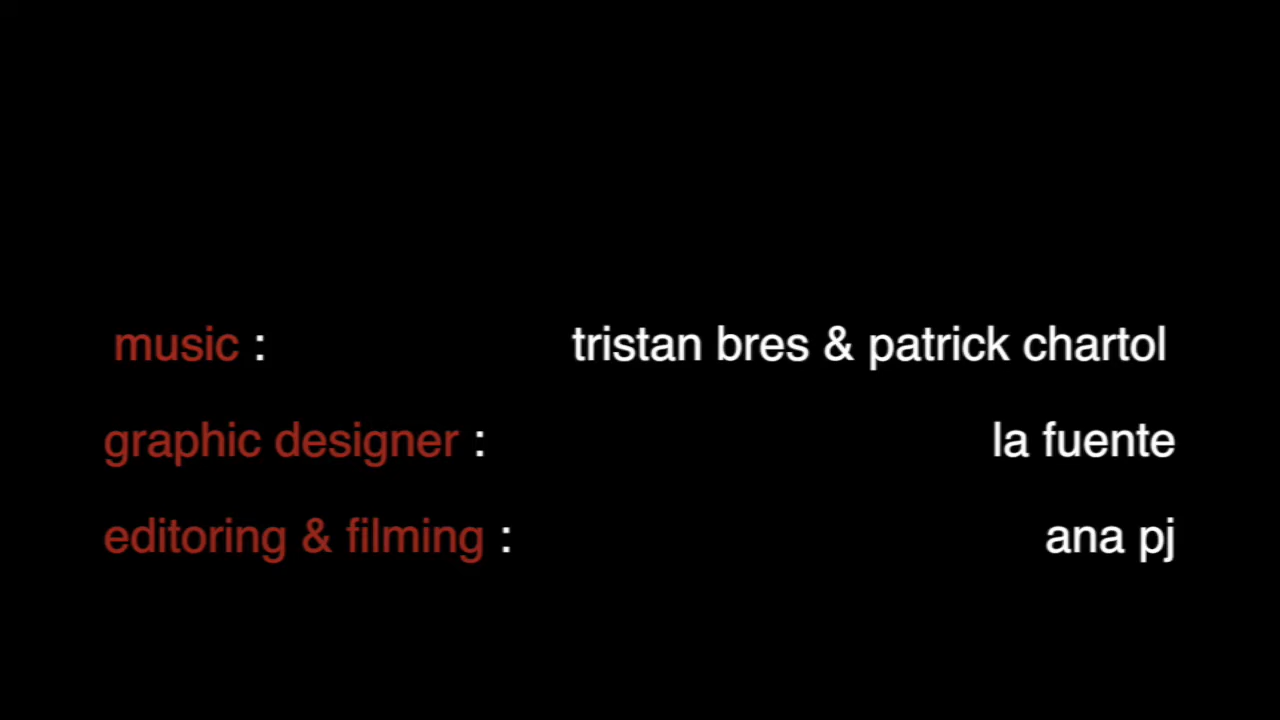 music : tristan bres & patrick chartol
graphic designer : la fuente
editoring & filming : ana pj